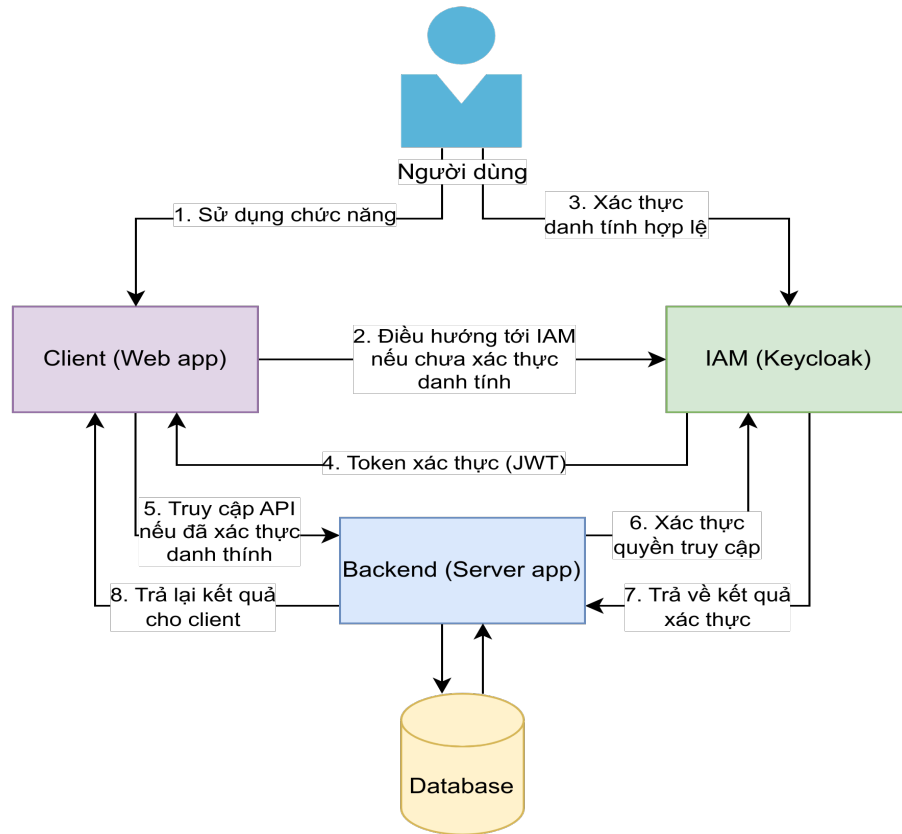 Người dùng
1. Sử dụng chức năng
3. Xác thực
danh tính hợp lệ
Client (Web app)
2. Điều hướng tới IAM
nếu chưa xác thực
danh tính
IAM (Keycloak)
4. Token xác thực (JWT)
5. Truy cập API
nếu đã xác thực
danh thính
Backend (Server app)
6. Xác thực
quyền truy cập
8. Trả lại kết quả
cho client
7. Trả về kết quả
xác thực
Database